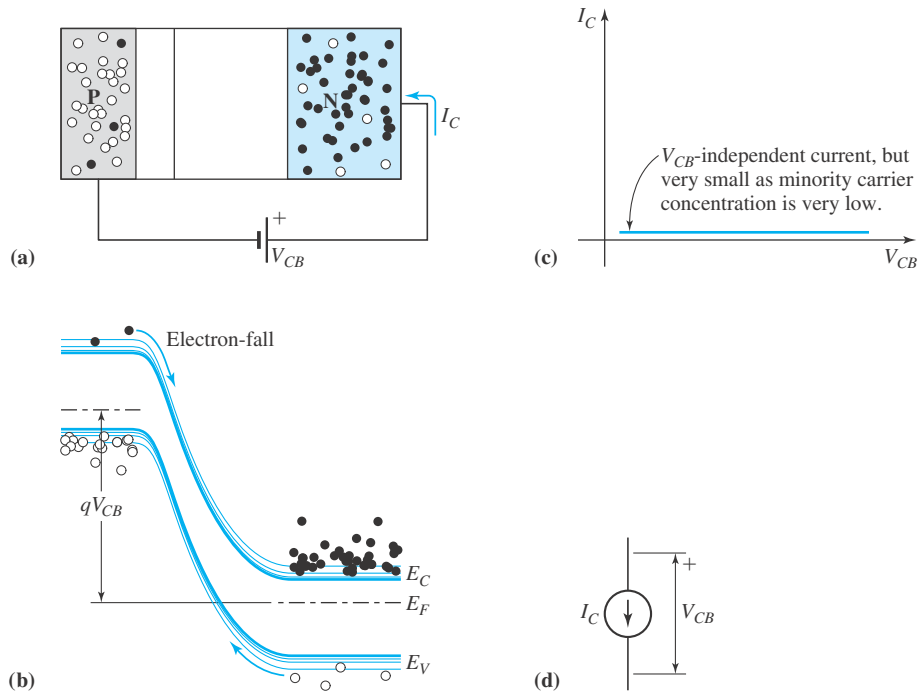 P
N
I_C
+
V_CB
(a)
I_C
V_CB-independent current, but
very small as minority carrier
concentration is very low.
V_CB
(c)
Electron-fall
qV_CB
E_C
E_F
E_V
(b)
+
I_C
V_CB
(d)